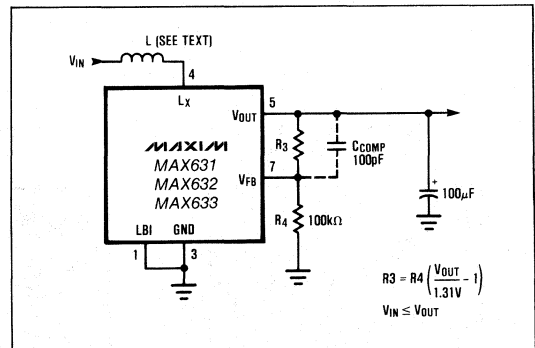 L (SEE TEXT)
VIN
4
LX
5
VOUT
MAXIM
MAX631
MAX632
MAX633
R3
CCOMP
100pF
7
VFB
+
100μF
R4
100kΩ
LBI
GND
1
3
R3 = R4 (VOUT/1.31V - 1)
VIN ≤ VOUT